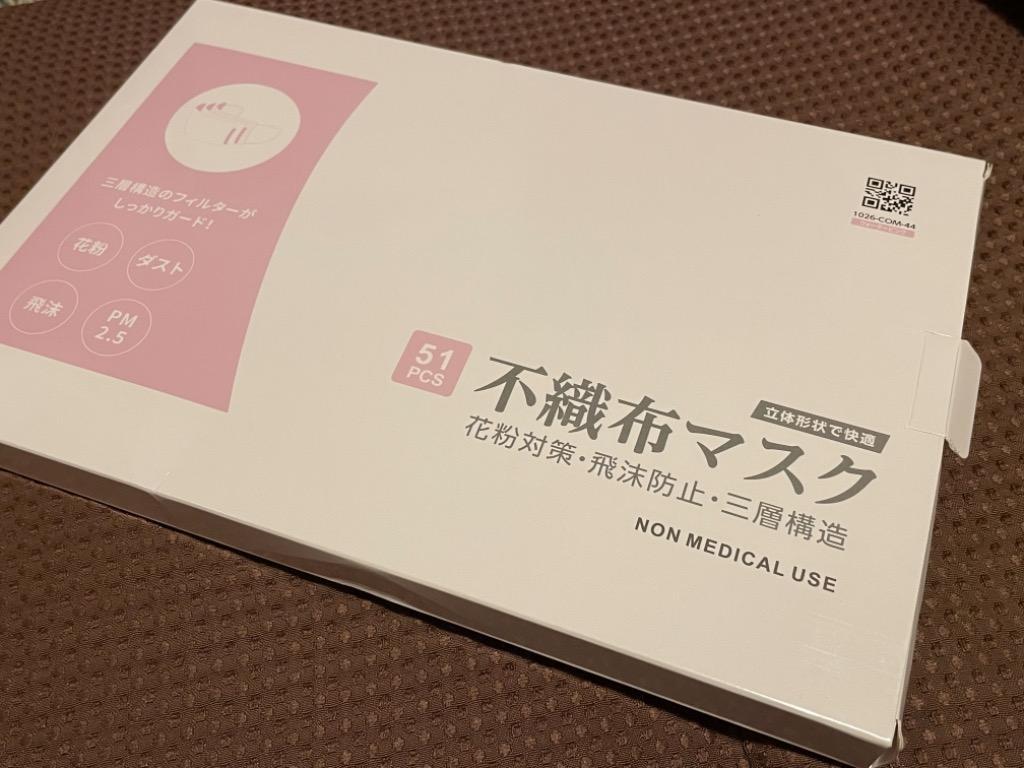 三層構造のフィルターが
しっかりガード!
花粉
ダスト
飛沫
PM
2.5
1026-COM-44
51
PCS
立体形状で快適
不織布マスク
花粉対策・飛沫防止・三層構造
NON MEDICAL USE